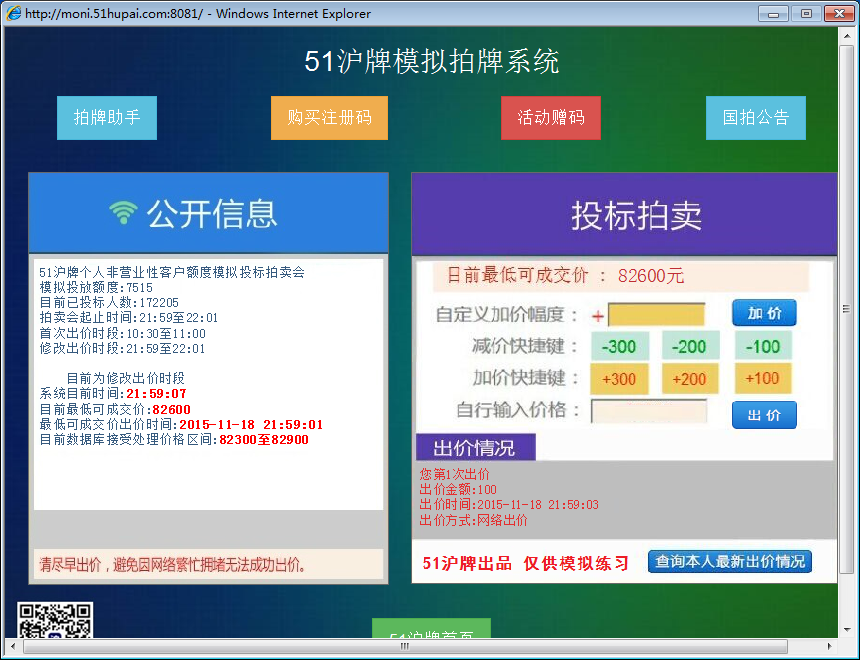 http://moni.51hupai.com:8081/ - Windows Internet Explorer
51沪牌模拟拍牌系统
拍牌助手
购买注册码
活动赠码
国拍公告
公开信息
51沪牌个人非营业性客户额度模拟投标拍卖会
模拟投放额度:7515
目前已投标人数:172205
拍卖会起止时间:21:59至22:01
首次出价时段:10:30至11:00
修改出价时段:21:59至22:01
目前为修改出价时段
系统目前时间:21:59:07
目前最低可成交价:82600
最低可成交价出价时间:2015-11-18 21:59:01
目前数据库接受处理价格区间:82300至82900
清尽早出价，避免因网络繁忙拥堵无法成功出价。
投标拍卖
目前最低可成交价 ： 82600元
自定义加价幅度： + 加 价
减价快捷键： -300 -200 -100
加价快捷键： +300 +200 +100
自行输入价格： 出 价
出价情况
您第1次出价
出价金额:100
出价时间:2015-11-18 21:59:03
出价方式:网络出价
51沪牌出品 仅供模拟练习
查询本人最新出价情况
51沪牌首页